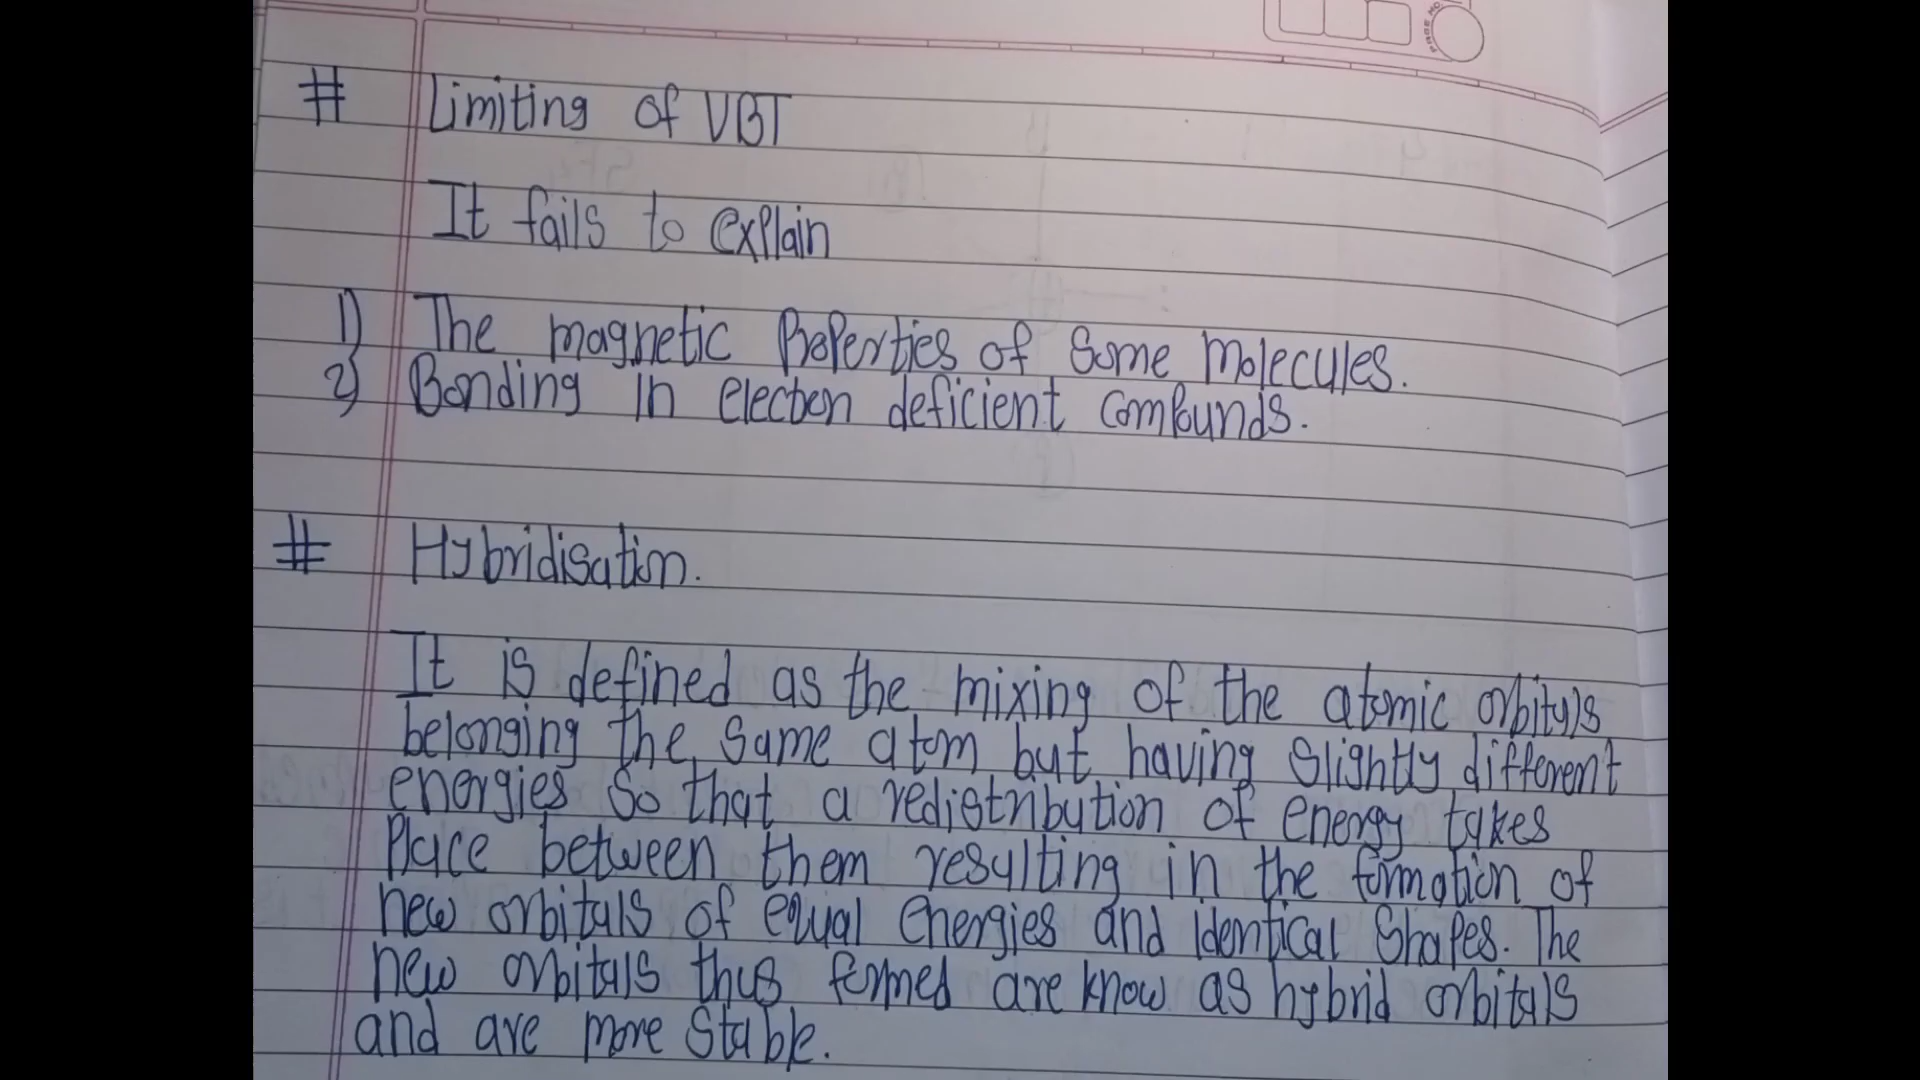 # Limiting of VBT
It fails to explain
1) The magnetic Properties of Some Molecules.
2) Bonding in electron deficient compounds.
# Hybridisation.
It is defined as the mixing of the atomic orbitals
belonging the same atom but having slightly different
energies so that a redistribution of energy takes
Place between them resulting in the formation of
new orbitals of equal energies and identical Shapes. The
new orbitals thus formed are know as hybrid orbitals
and are more stable.